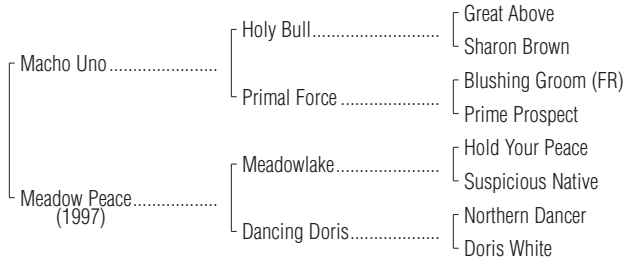 Great Above
Holy Bull
Sharon Brown
Macho Uno
Blushing Groom (FR)
Primal Force
Prime Prospect
Hold Your Peace
Meadowlake
Suspicious Native
Meadow Peace
(1997)
Northern Dancer
Dancing Doris
Doris White